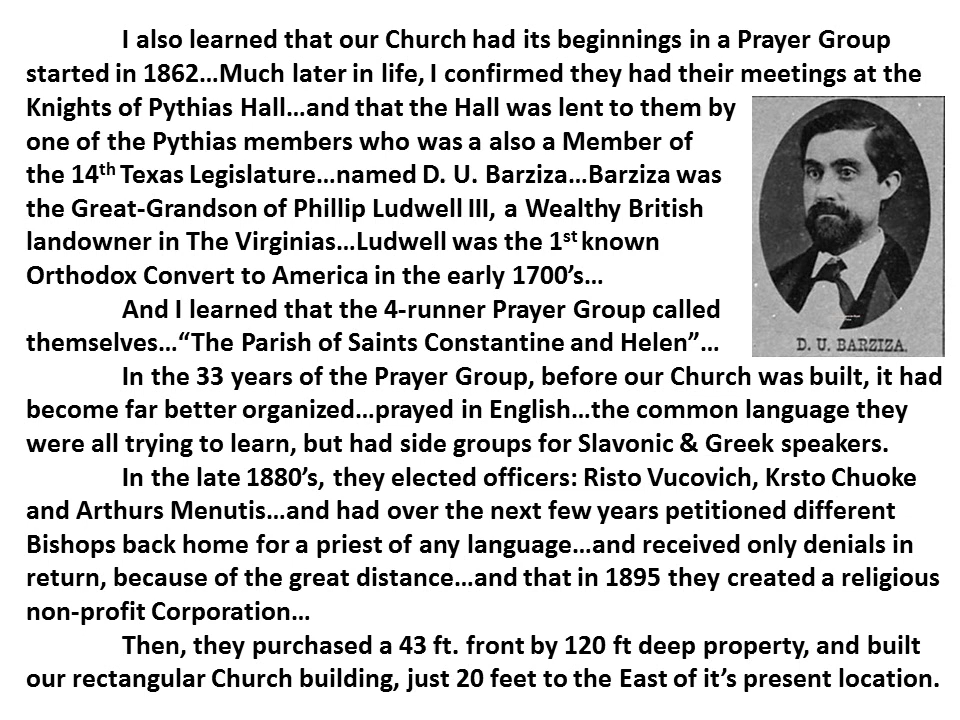 I also learned that our Church had its beginnings in a Prayer Group
started in 1862...Much later in life, I confirmed they had their meetings at the
Knights of Pythias Hall...and that the Hall was lent to them by
one of the Pythias members who was a also a Member of
the 14th Texas Legislature...named D. U. Barziza...Barziza was
the Great-Grandson of Phillip Ludwell III, a Wealthy British
landowner in The Virginias...Ludwell was the 1st known
Orthodox Convert to America in the early 1700’s...
And I learned that the 4-runner Prayer Group called
themselves...“The Parish of Saints Constantine and Helen”...
D. U. BARZIZA.
In the 33 years of the Prayer Group, before our Church was built, it had
become far better organized...prayed in English...the common language they
were all trying to learn, but had side groups for Slavonic & Greek speakers.
In the late 1880’s, they elected officers: Risto Vucovich, Krsto Chuoke
and Arthurs Menutis...and had over the next few years petitioned different
Bishops back home for a priest of any language...and received only denials in
return, because of the great distance...and that in 1895 they created a religious
non-profit Corporation...
Then, they purchased a 43 ft. front by 120 ft deep property, and built
our rectangular Church building, just 20 feet to the East of it’s present location.